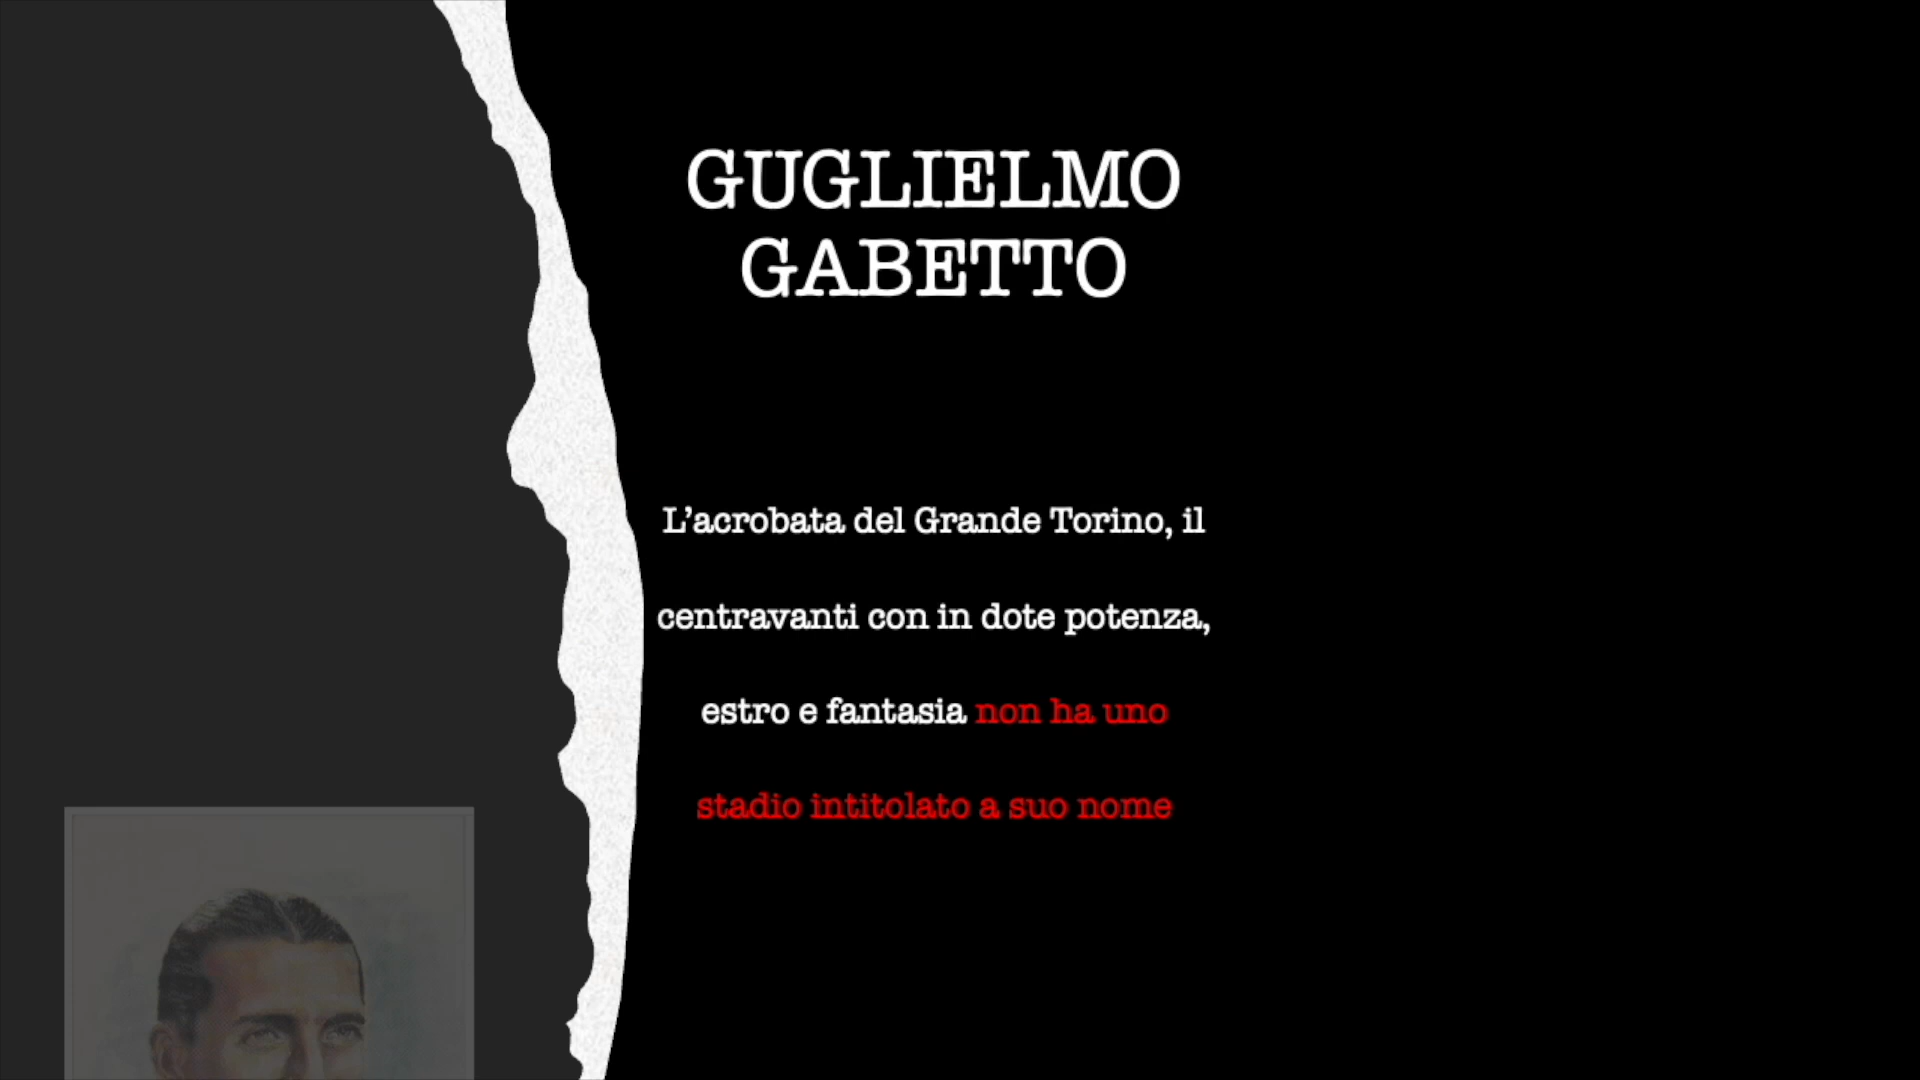 GUGLIELMO
GABETTO
L’acrobata del Grande Torino, il
centravanti con in dote potenza,
estro e fantasia non ha uno
stadio intitolato a suo nome